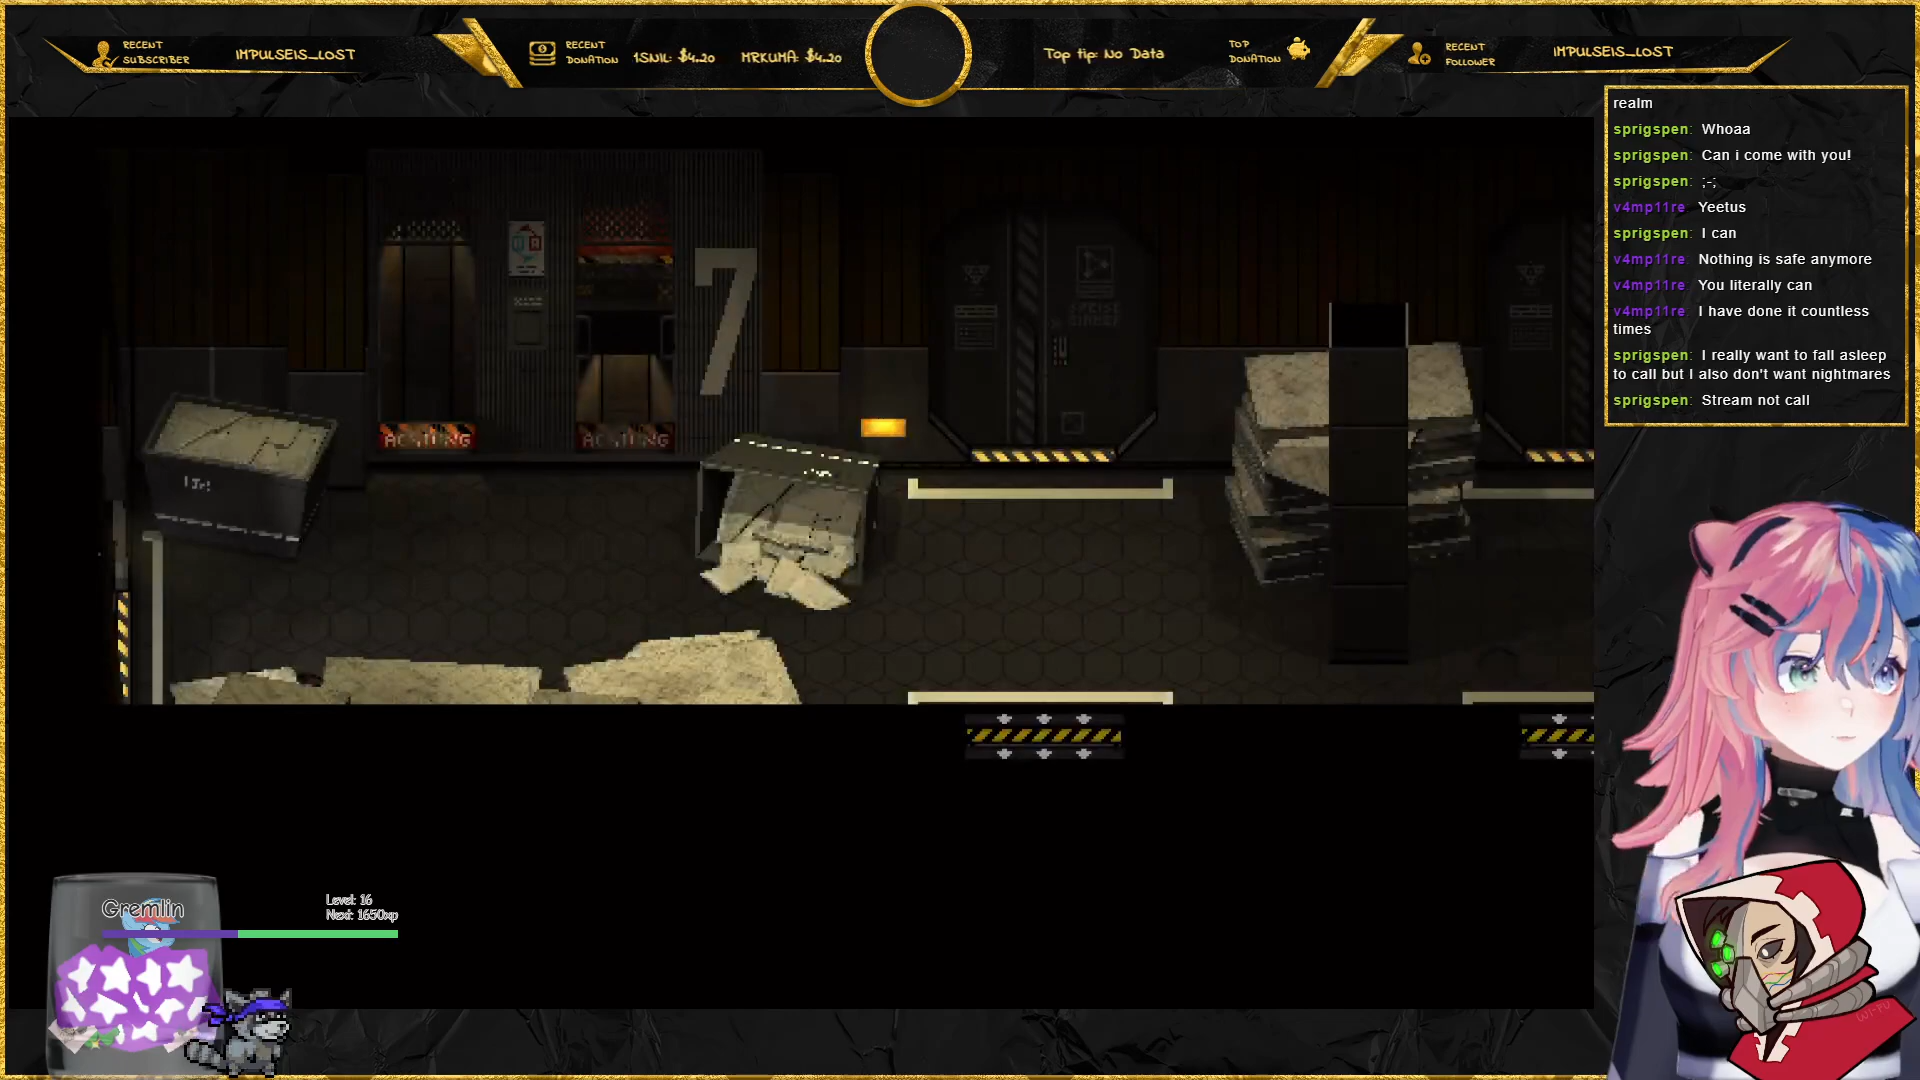 RECENT
SUBSCRIBER
IMPULSEIS_LOST
RECENT
DONATION
1SNIL: $4.20
MRKUMA: $4.20
Top tip: No Data
TOP
DONATION
RECENT
FOLLOWER
IMPULSEIS_LOST
realm
sprigspen: Whoaa
sprigspen: Can i come with you!
sprigspen: ;-;
v4mp11re: Yeetus
sprigspen: I can
v4mp11re: Nothing is safe anymore
v4mp11re: You literally can
v4mp11re: I have done it countless
times
sprigspen: I really want to fall asleep
to call but I also don't want nightmares
sprigspen: Stream not call
7
ACHTUNG
ACHTUNG
Gremlin
Level: 16
Next: 1650xp